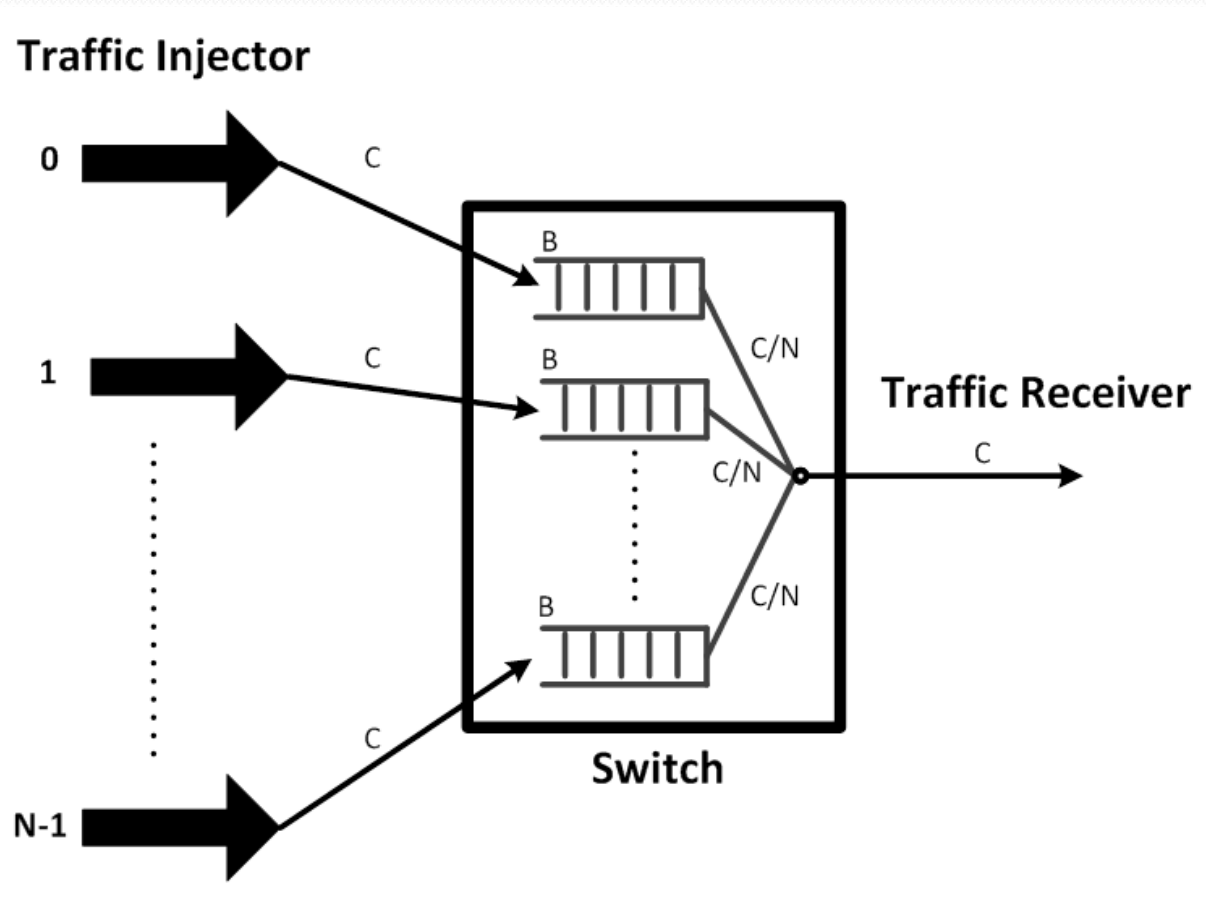 Traffic Injector
0
C
B
C/N
1
C
B
Traffic Receiver
C/N
C
B
C/N
C
Switch
N-1